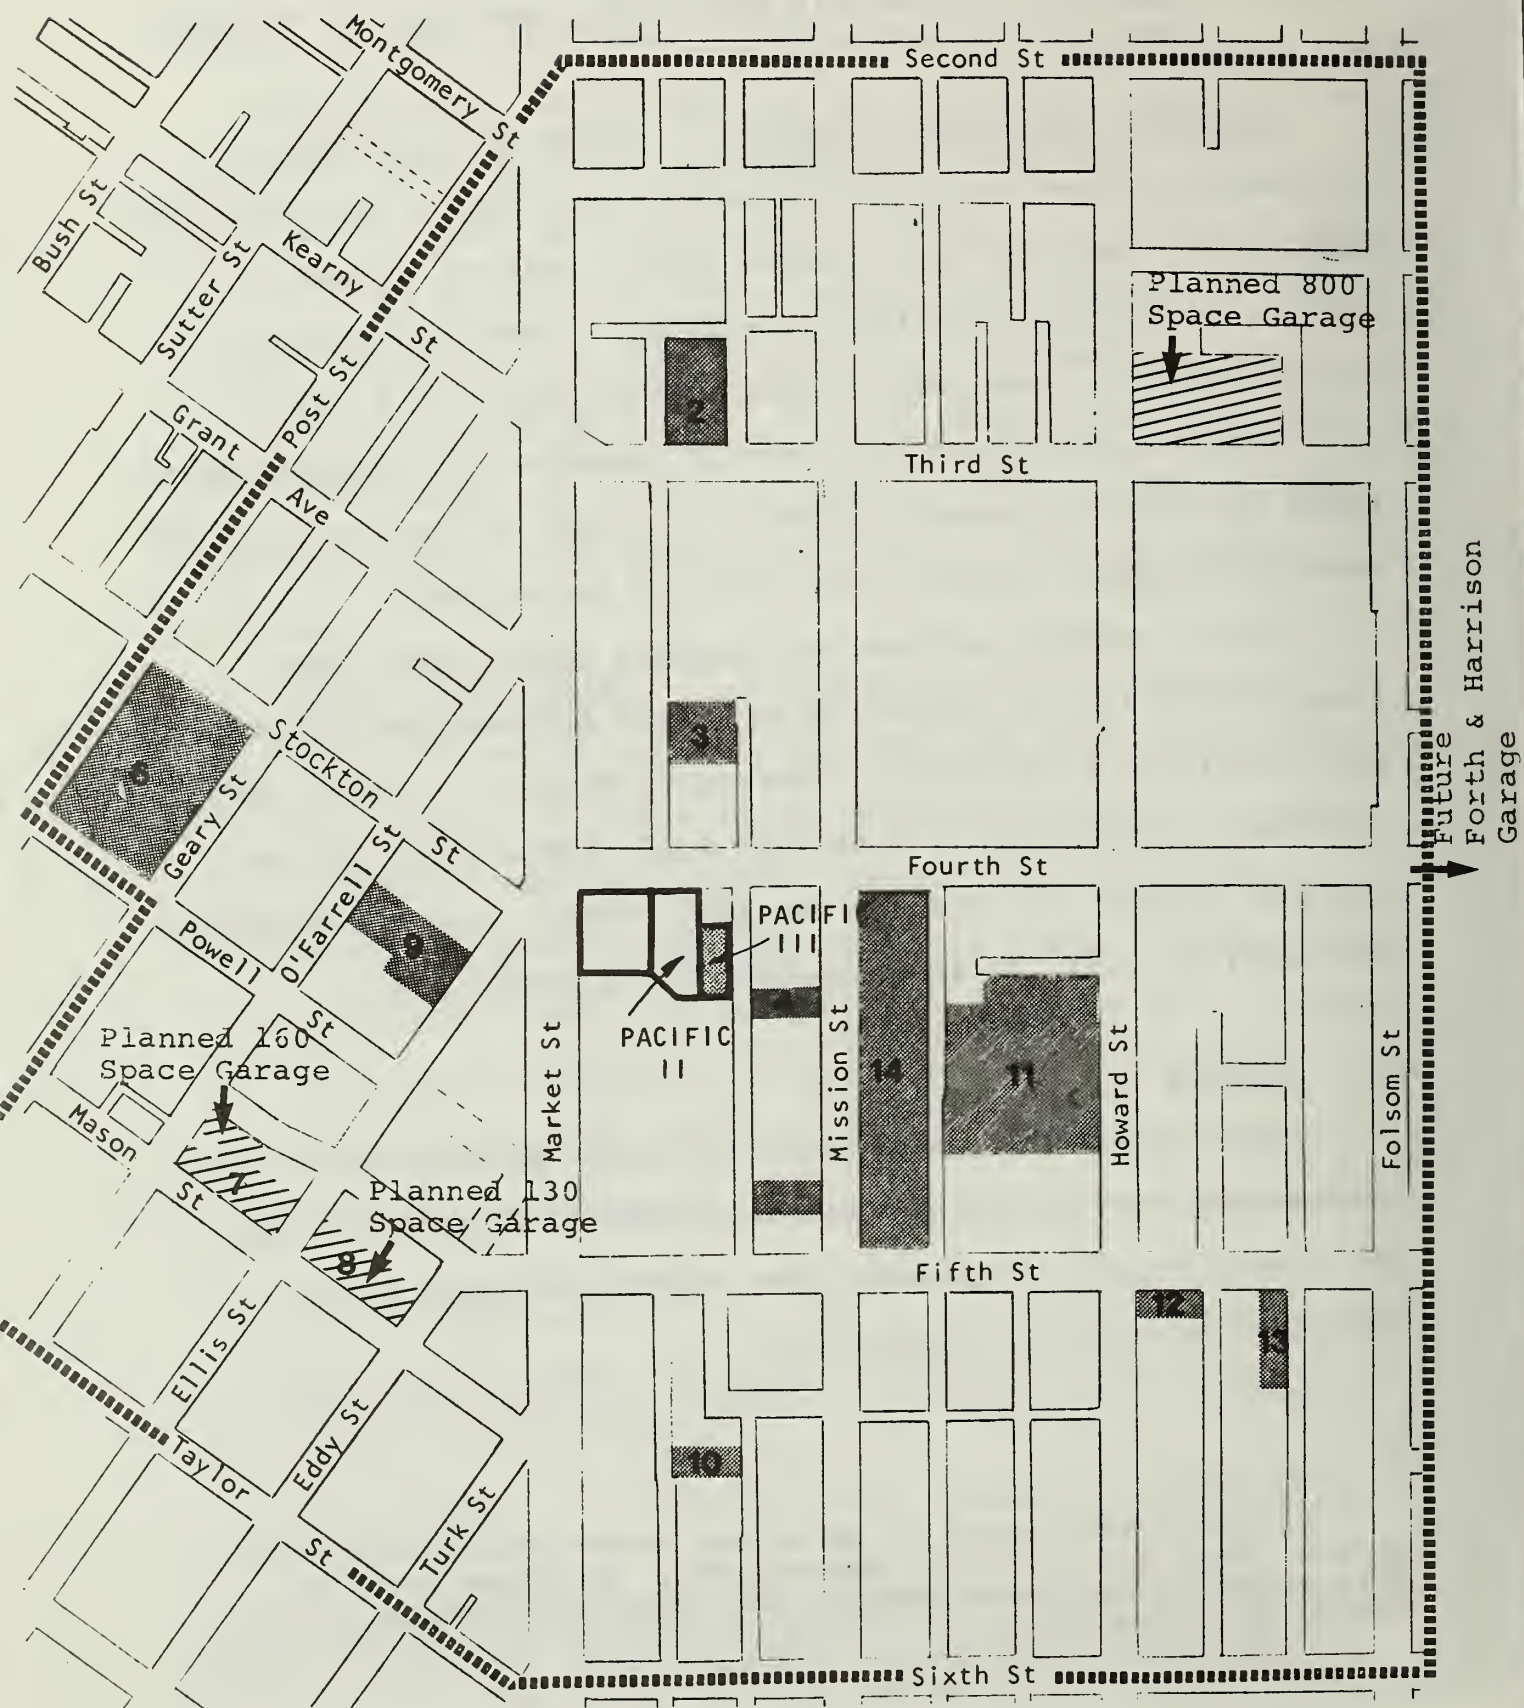 Montgomery St
Second St
Bush St
Sutter St
Kearny St
Post St
Planned 800
Space Garage
2
Grant Ave
Third St
3
6
Stockton St
Geary St
O'Farrell St
Future
Forth & Harrison
Garage
Fourth St
9
Powell St
PACIFIC
III
PACIFIC
II
4
Market St
Mission St
14
11
Howard St
Folsom St
Planned 160
Space Garage
Mason St
7
Planned 130
Space Garage
8
Fifth St
12
13
Ellis St
Eddy St
10
Taylor St
Turk St
Sixth St